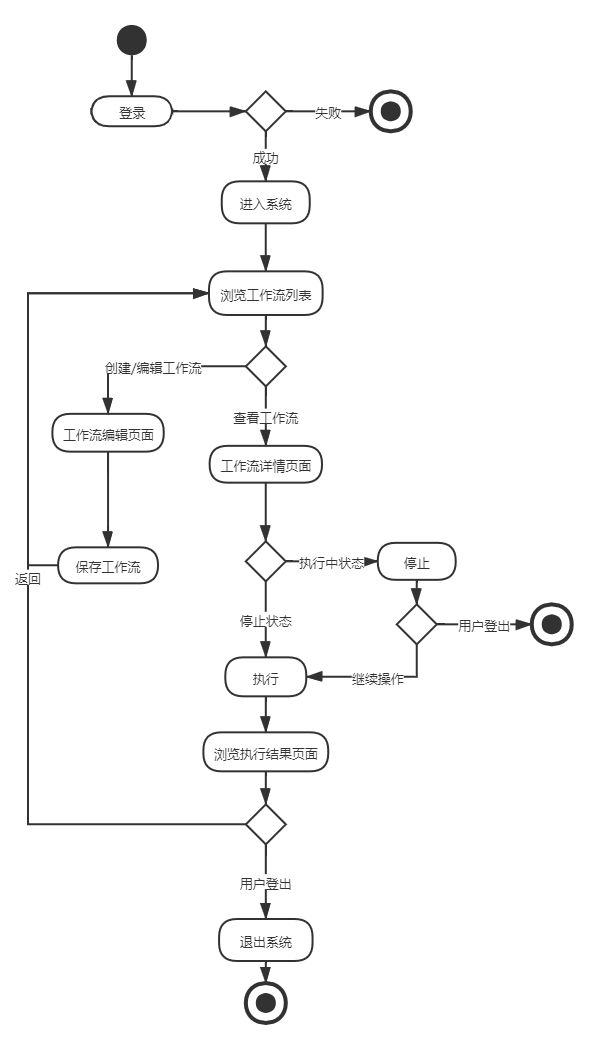 登录
失败
成功
进入系统
浏览工作流列表
创建/编辑工作流
查看工作流
工作流编辑页面
工作流详情页面
执行中状态
停止
保存工作流
返回
停止状态
用户登出
执行
继续操作
浏览执行结果页面
用户登出
退出系统